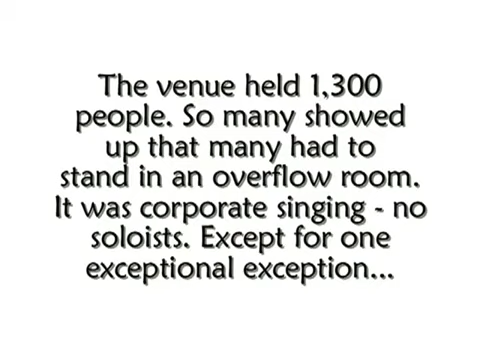 The venue held 1,300
people. So many showed
up that many had to
stand in an overflow room.
It was corporate singing - no
soloists. Except for one
exceptional exception...